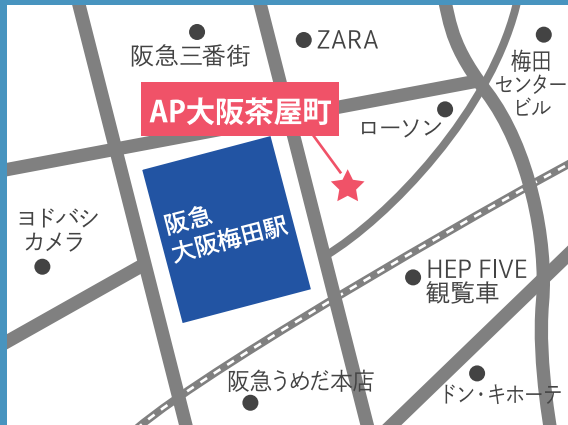 阪急三番街
ZARA
梅田
センター
ビル
AP大阪茶屋町
ローソン
阪急
大阪梅田駅
ヨドバシ
カメラ
HEP FIVE
観覧車
阪急うめだ本店
ドン・キホーテ